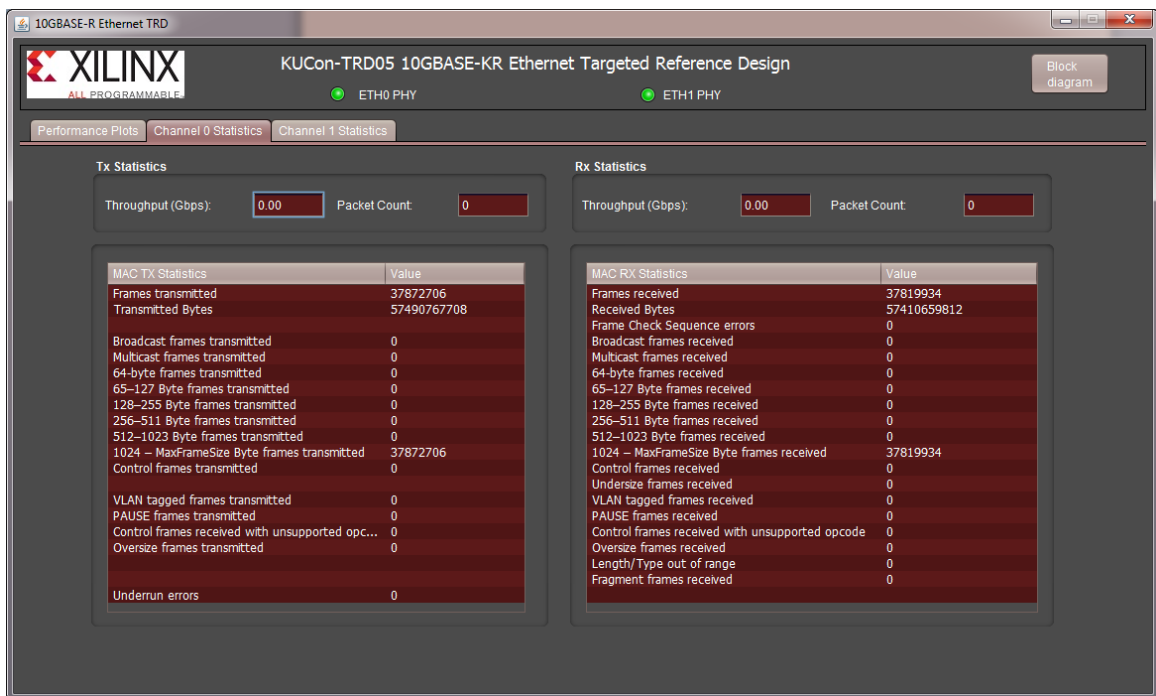 10GBASE-R Ethernet TRD
XILINX
ALL PROGRAMMABLE
KUCon-TRD05 10GBASE-KR Ethernet Targeted Reference Design
ETH0 PHY ETH1 PHY
Block
diagram
Performance Plots Channel 0 Statistics Channel 1 Statistics
Tx Statistics
Throughput (Gbps): 0.00 Packet Count: 0
MAC TX Statistics Value
Frames transmitted 37872706
Transmitted Bytes 57490767708
Broadcast frames transmitted 0
Multicast frames transmitted 0
64-byte frames transmitted 0
65–127 Byte frames transmitted 0
128–255 Byte frames transmitted 0
256–511 Byte frames transmitted 0
512–1023 Byte frames transmitted 0
1024 – MaxFrameSize Byte frames transmitted 37872706
Control frames transmitted 0
VLAN tagged frames transmitted 0
PAUSE frames transmitted 0
Control frames received with unsupported opc... 0
Oversize frames transmitted 0
Underrun errors 0
Rx Statistics
Throughput (Gbps): 0.00 Packet Count: 0
MAC RX Statistics Value
Frames received 37819934
Received Bytes 57410659812
Frame Check Sequence errors 0
Broadcast frames received 0
Multicast frames received 0
64-byte frames received 0
65–127 Byte frames received 0
128–255 Byte frames received 0
256–511 Byte frames received 0
512–1023 Byte frames received 0
1024 – MaxFrameSize Byte frames received 37819934
Control frames received 0
Undersize frames received 0
VLAN tagged frames received 0
PAUSE frames received 0
Control frames received with unsupported opcode 0
Oversize frames received 0
Length/Type out of range 0
Fragment frames received 0